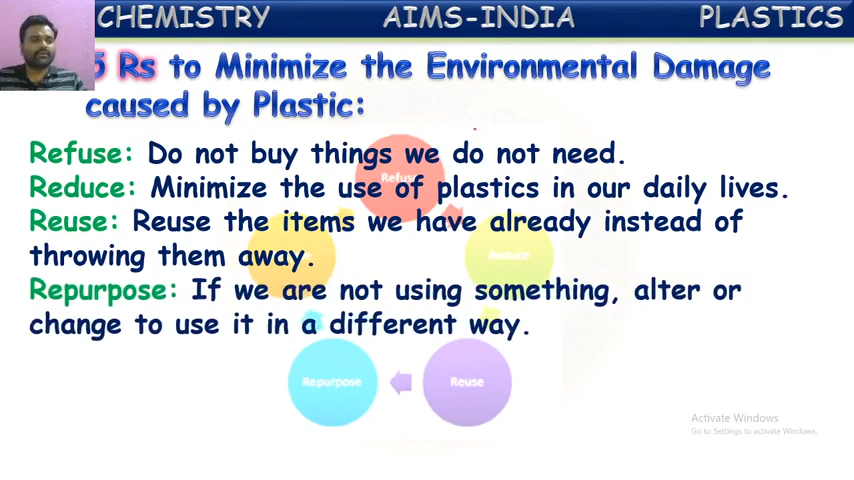 CHEMISTRY AIMS-INDIA PLASTICS
5 Rs to Minimize the Environmental Damage
caused by Plastic:
Refuse: Do not buy things we do not need.
Reduce: Minimize the use of plastics in our daily lives.
Reuse: Reuse the items we have already instead of
throwing them away.
Repurpose: If we are not using something, alter or
change to use it in a different way.
Refuse
Reduce
Repurpose
Reuse
Activate Windows
Go to Settings to activate Windows.